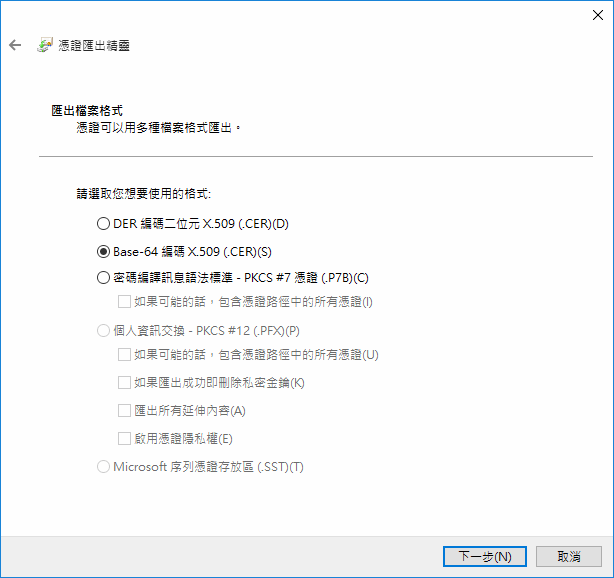 憑證匯出精靈
匯出檔案格式
憑證可以用多種檔案格式匯出。
請選取您想要使用的格式:
DER 編碼二位元 X.509 (.CER)(D)
Base-64 編碼 X.509 (.CER)(S)
密碼編譯訊息語法標準 - PKCS #7 憑證 (.P7B)(C)
如果可能的話，包含憑證路徑中的所有憑證(I)
個人資訊交換 - PKCS #12 (.PFX)(P)
如果可能的話，包含憑證路徑中的所有憑證(U)
如果匯出成功即刪除私密金鑰(K)
匯出所有延伸內容(A)
啟用憑證隱私權(E)
Microsoft 序列憑證存放區 (.SST)(T)
下一步(N)
取消